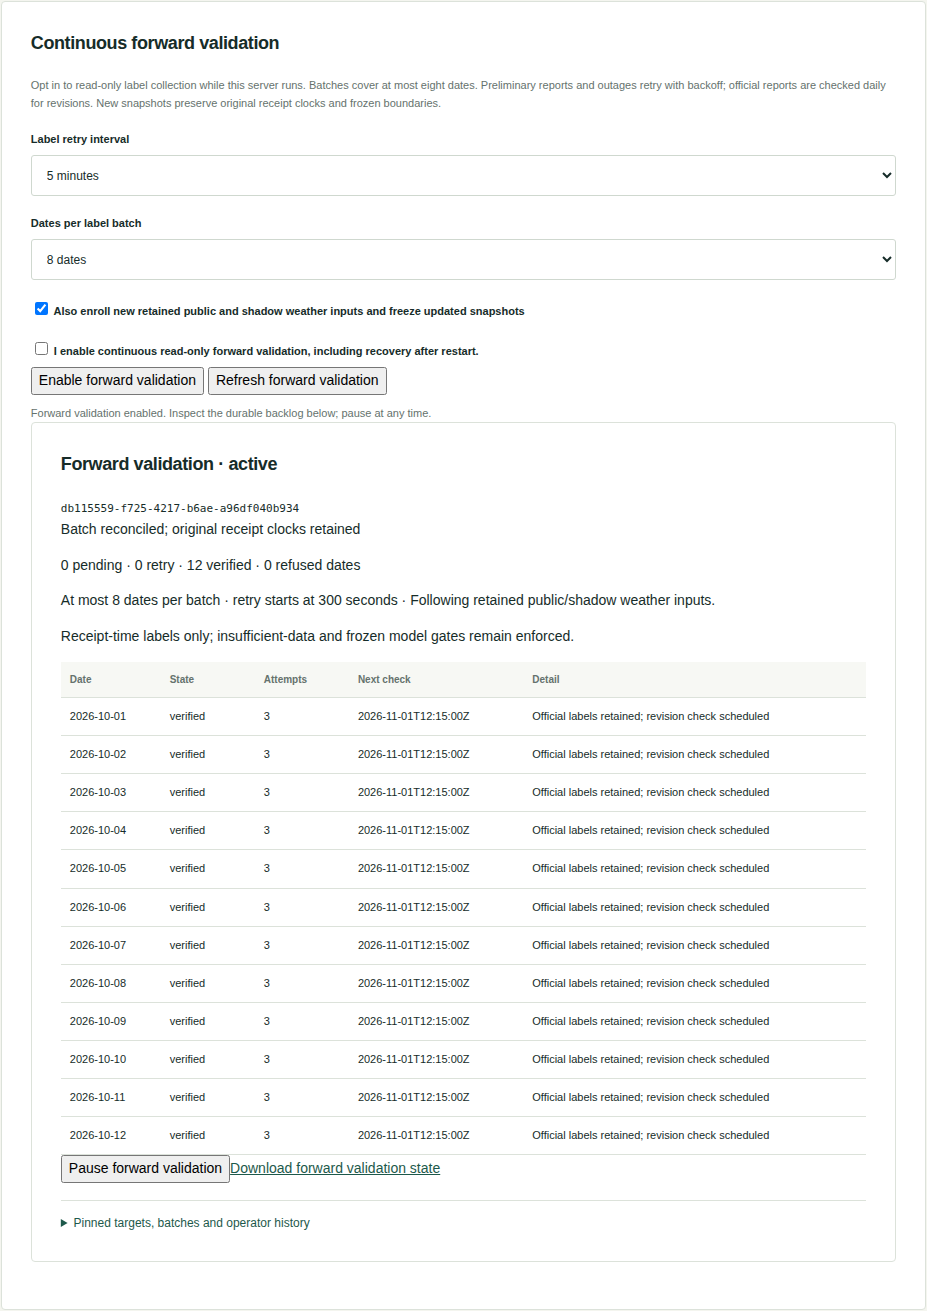 Continuous forward validation
Opt in to read-only label collection while this server runs. Batches cover at most eight dates. Preliminary reports and outages retry with backoff; official reports are checked daily
for revisions. New snapshots preserve original receipt clocks and frozen boundaries.
Label retry interval
5 minutes
Dates per label batch
8 dates
Also enroll new retained public and shadow weather inputs and freeze updated snapshots
I enable continuous read-only forward validation, including recovery after restart.
Enable forward validation Refresh forward validation
Forward validation enabled. Inspect the durable backlog below; pause at any time.
Forward validation · active
db115559-f725-4217-b6ae-a96df040b934
Batch reconciled; original receipt clocks retained
0 pending · 0 retry · 12 verified · 0 refused dates
At most 8 dates per batch · retry starts at 300 seconds · Following retained public/shadow weather inputs.
Receipt-time labels only; insufficient-data and frozen model gates remain enforced.
Date State Attempts Next check Detail
2026-10-01 verified 3 2026-11-01T12:15:00Z Official labels retained; revision check scheduled
2026-10-02 verified 3 2026-11-01T12:15:00Z Official labels retained; revision check scheduled
2026-10-03 verified 3 2026-11-01T12:15:00Z Official labels retained; revision check scheduled
2026-10-04 verified 3 2026-11-01T12:15:00Z Official labels retained; revision check scheduled
2026-10-05 verified 3 2026-11-01T12:15:00Z Official labels retained; revision check scheduled
2026-10-06 verified 3 2026-11-01T12:15:00Z Official labels retained; revision check scheduled
2026-10-07 verified 3 2026-11-01T12:15:00Z Official labels retained; revision check scheduled
2026-10-08 verified 3 2026-11-01T12:15:00Z Official labels retained; revision check scheduled
2026-10-09 verified 3 2026-11-01T12:15:00Z Official labels retained; revision check scheduled
2026-10-10 verified 3 2026-11-01T12:15:00Z Official labels retained; revision check scheduled
2026-10-11 verified 3 2026-11-01T12:15:00Z Official labels retained; revision check scheduled
2026-10-12 verified 3 2026-11-01T12:15:00Z Official labels retained; revision check scheduled
Pause forward validation Download forward validation state
Pinned targets, batches and operator history